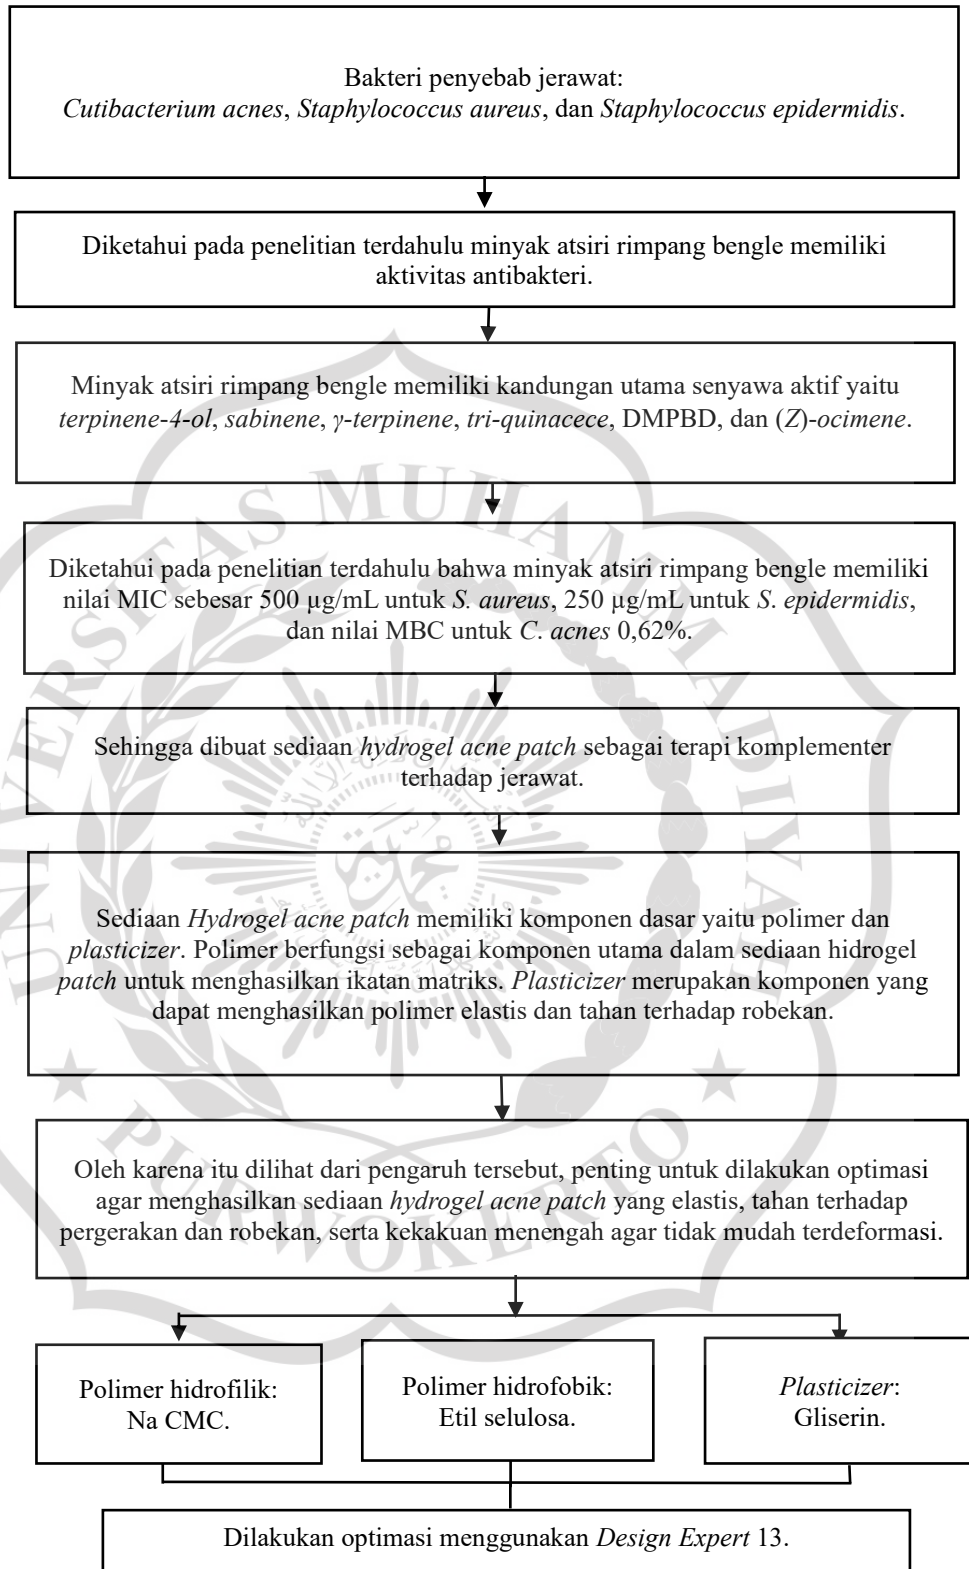 Bakteri penyebab jerawat:
Cutibacterium acnes, Staphylococcus aureus, dan Staphylococcus epidermidis.
Diketahui pada penelitian terdahulu minyak atsiri rimpang bengle memiliki
aktivitas antibakteri.
Minyak atsiri rimpang bengle memiliki kandungan utama senyawa aktif yaitu
terpinene-4-ol, sabinene, γ-terpinene, tri-quinacece, DMPBD, dan (Z)-ocimene.
Diketahui pada penelitian terdahulu bahwa minyak atsiri rimpang bengle memiliki
nilai MIC sebesar 500 µg/mL untuk S. aureus, 250 µg/mL untuk S. epidermidis,
dan nilai MBC untuk C. acnes 0,62%.
Sehingga dibuat sediaan hydrogel acne patch sebagai terapi komplementer
terhadap jerawat.
Sediaan Hydrogel acne patch memiliki komponen dasar yaitu polimer dan
plasticizer. Polimer berfungsi sebagai komponen utama dalam sediaan hidrogel
patch untuk menghasilkan ikatan matriks. Plasticizer merupakan komponen yang
dapat menghasilkan polimer elastis dan tahan terhadap robekan.
Oleh karena itu dilihat dari pengaruh tersebut, penting untuk dilakukan optimasi
agar menghasilkan sediaan hydrogel acne patch yang elastis, tahan terhadap
pergerakan dan robekan, serta kekakuan menengah agar tidak mudah terdeformasi.
Polimer hidrofilik:
Na CMC.
Polimer hidrofobik:
Etil selulosa.
Plasticizer:
Gliserin.
Dilakukan optimasi menggunakan Design Expert 13.
UNIVERSITAS MUHAMMADIYAH
PURWOKERTO